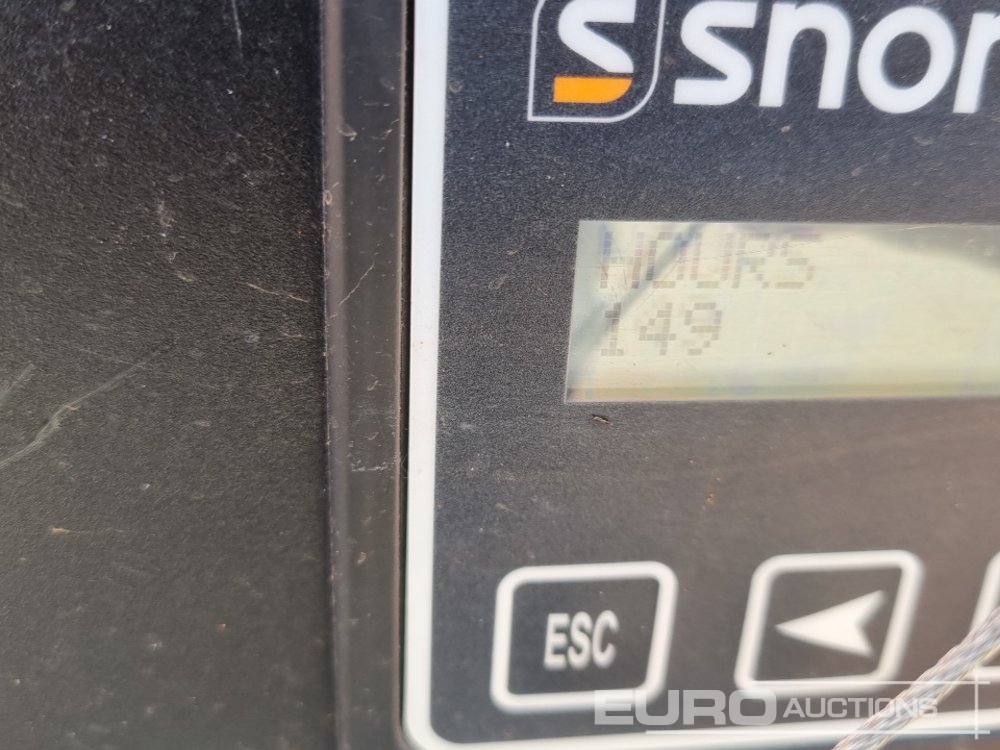 snor
HOURS
149
ESC
EURO AUCTIONS